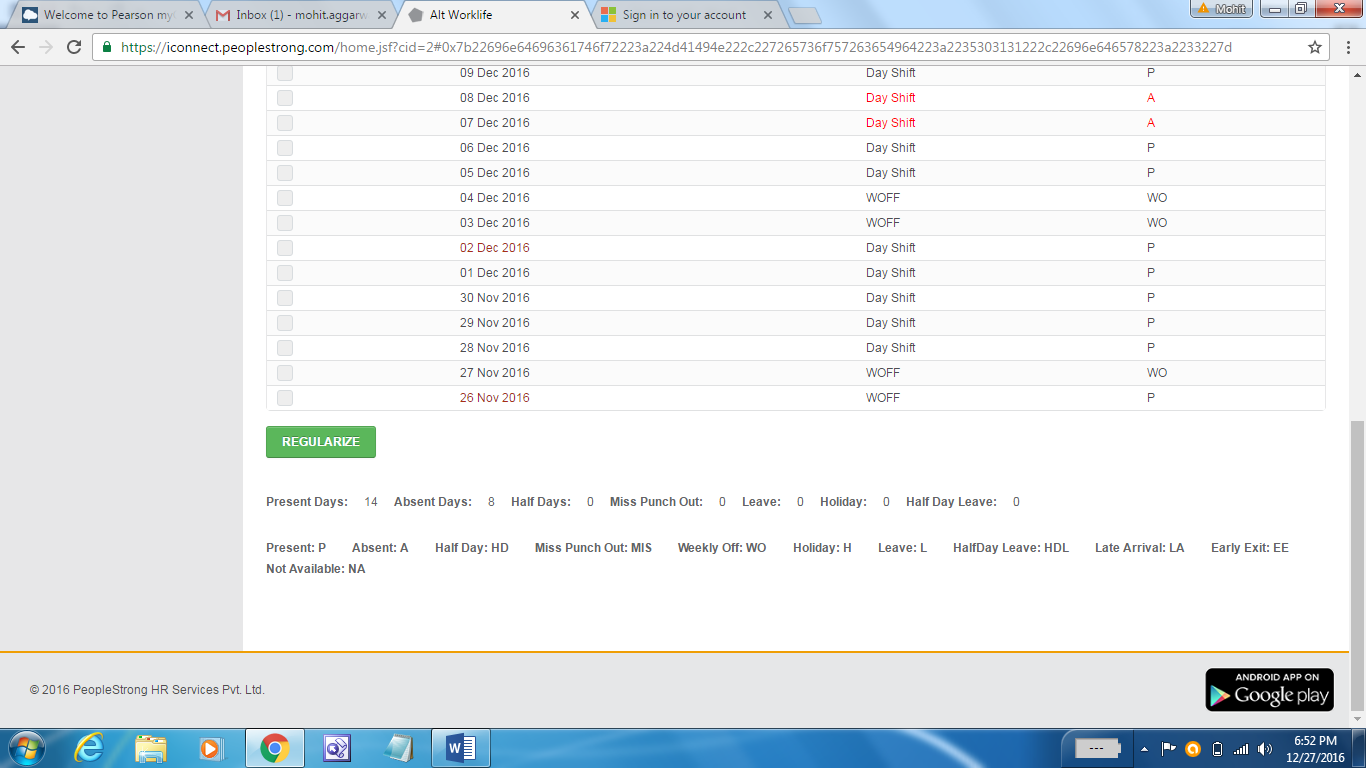 Welcome to Pearson my
Inbox (1) - mohit.aggarw
Alt Worklife
Sign in to your account
Mohit
https://iconnect.peoplestrong.com/home.jsf?cid=2#0x7b22696e64696361746f72223a224d41494e222c227265736f757263654964223a2235303131222c22696e646578223a2233227d
09 Dec 2016 Day Shift P
08 Dec 2016 Day Shift A
07 Dec 2016 Day Shift A
06 Dec 2016 Day Shift P
05 Dec 2016 Day Shift P
04 Dec 2016 WOFF WO
03 Dec 2016 WOFF WO
02 Dec 2016 Day Shift P
01 Dec 2016 Day Shift P
30 Nov 2016 Day Shift P
29 Nov 2016 Day Shift P
28 Nov 2016 Day Shift P
27 Nov 2016 WOFF WO
26 Nov 2016 WOFF P
REGULARIZE
Present Days: 14 Absent Days: 8 Half Days: 0 Miss Punch Out: 0 Leave: 0 Holiday: 0 Half Day Leave: 0
Present: P Absent: A Half Day: HD Miss Punch Out: MIS Weekly Off: WO Holiday: H Leave: L HalfDay Leave: HDL Late Arrival: LA Early Exit: EE
Not Available: NA
© 2016 PeopleStrong HR Services Pvt. Ltd.
ANDROID APP ON
Google play
---
6:52 PM
12/27/2016